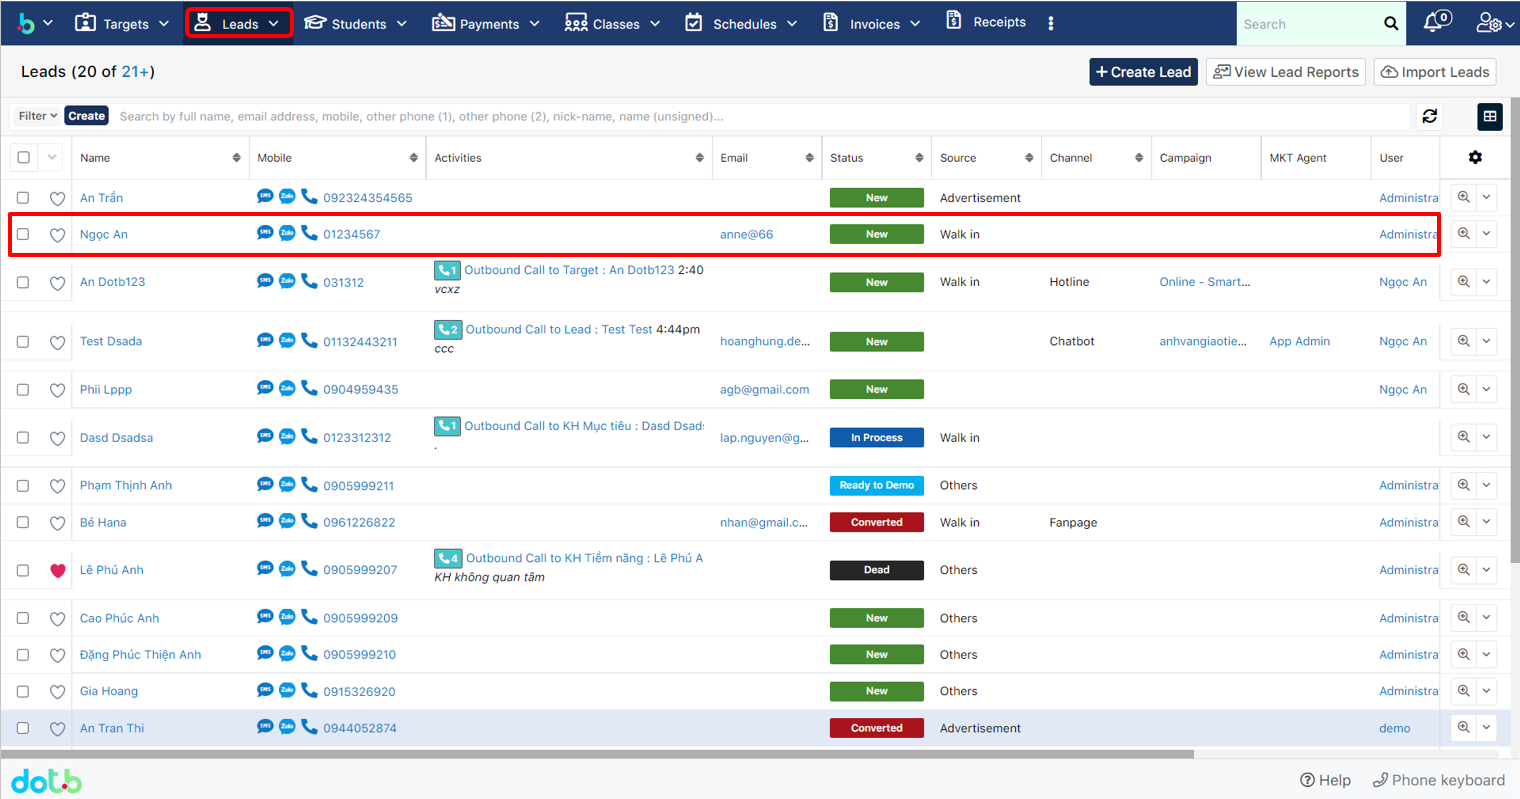 Targets Leads Students Payments Classes Schedules Invoices Receipts Search 0
Leads (20 of 21+) + Create Lead View Lead Reports Import Leads
Filter Create Search by full name, email address, mobile, other phone (1), other phone (2), nick-name, name (unsigned)...
Name Mobile Activities Email Status Source Channel Campaign MKT Agent User
An Trần SMS Zalo 092324354565 New Advertisement Administra
Ngọc An SMS Zalo 01234567 anne@66 New Walk in Administra
An Dotb123 SMS Zalo 031312 1 Outbound Call to Target : An Dotb123 2:40 New Walk in Hotline Online - Smart... Ngọc An
vcxz
Test Dsada SMS Zalo 01132443211 2 Outbound Call to Lead : Test Test 4:44pm hoanghung.de... New Chatbot anhvangiaotie... App Admin Ngọc An
ccc
Phii Lppp SMS Zalo 0904959435 agb@gmail.com New Ngọc An
Dasd Dsadsa SMS Zalo 0123312312 1 Outbound Call to KH Mục tiêu : Dasd Dsads lap.nguyen@g... In Process Walk in
.
Phạm Thịnh Anh SMS Zalo 0905999211 Ready to Demo Others Administra
Bé Hana SMS Zalo 0961226822 nhan@gmail.c... Converted Walk in Fanpage Administra
Lê Phú Anh SMS Zalo 0905999207 4 Outbound Call to KH Tiềm năng : Lê Phú A Dead Others Administra
KH không quan tâm
Cao Phúc Anh SMS Zalo 0905999209 New Others Administra
Đặng Phúc Thiện Anh SMS Zalo 0905999210 New Others Administra
Gia Hoang SMS Zalo 0915326920 New Others Administra
An Tran Thi SMS Zalo 0944052874 Converted Advertisement demo
dotb Help Phone keyboard